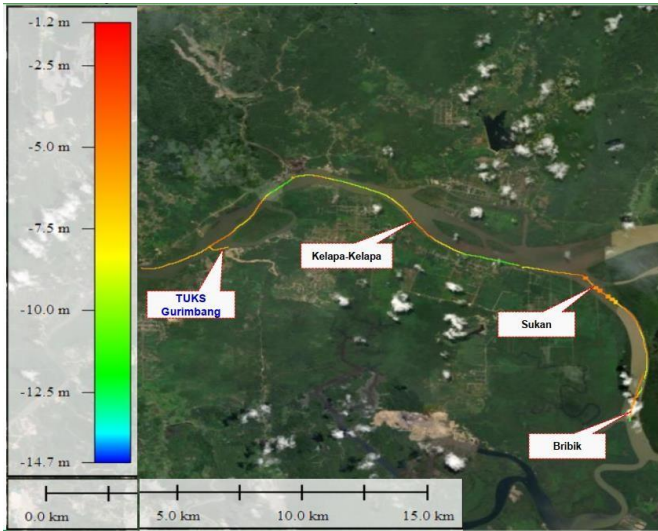 -1.2 m
-2.5 m
-5.0 m
-7.5 m
-10.0 m
-12.5 m
-14.7 m
Kelapa-Kelapa
TUKS
Gurimbang
Sukan
Bribik
0.0 km
5.0 km
10.0 km
15.0 km